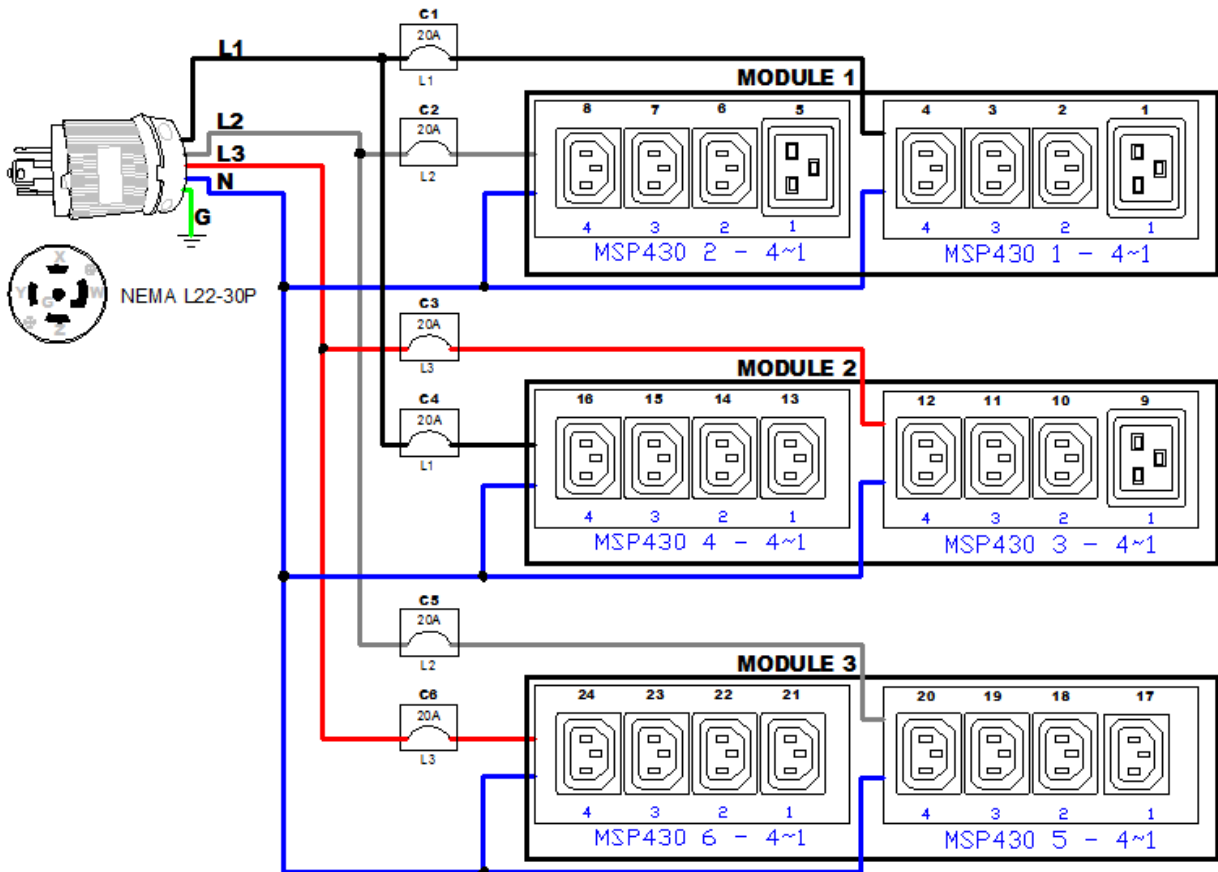 C1
20A
L1
L1
L2
L3
N
G
X
Y
G
W
Z
NEMA L22-30P
C2
20A
L2
MODULE 1
8 7 6 5
4 3 2 1
MSP430 2 - 4~1
4 3 2 1
4 3 2 1
MSP430 1 - 4~1
C3
20A
L3
C4
20A
L1
MODULE 2
16 15 14 13
4 3 2 1
MSP430 4 - 4~1
12 11 10 9
4 3 2 1
MSP430 3 - 4~1
C5
20A
L2
C6
20A
L3
MODULE 3
24 23 22 21
4 3 2 1
MSP430 6 - 4~1
20 19 18 17
4 3 2 1
MSP430 5 - 4~1